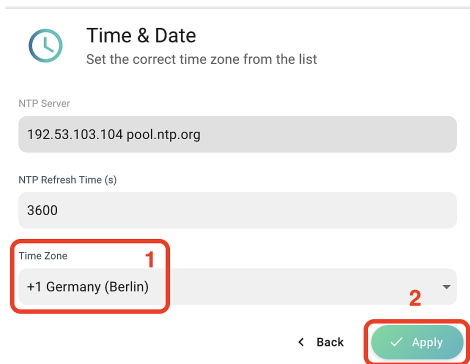 Time & Date
Set the correct time zone from the list
NTP Server
192.53.103.104 pool.ntp.org
NTP Refresh Time (s)
3600
Time Zone
1
+1 Germany (Berlin)
2
Back
Apply